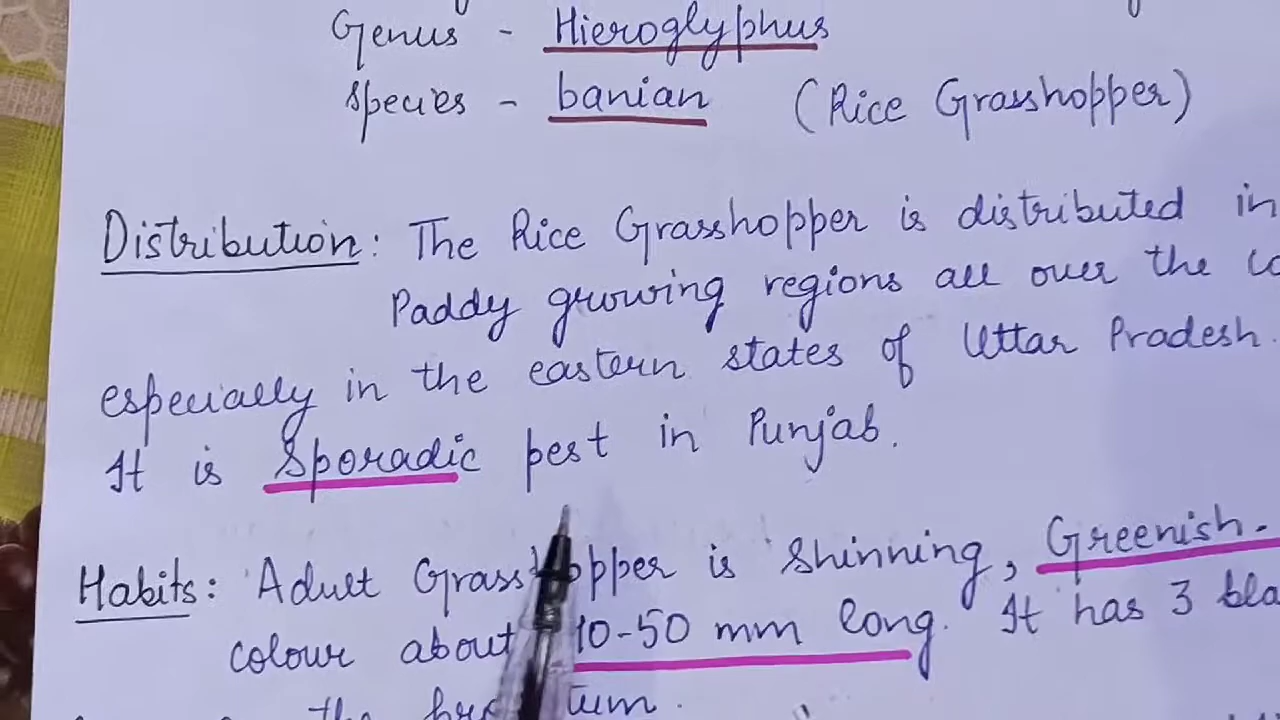 Genus - Hieroglyphus
Species - banian (Rice Grasshopper)
Distribution: The Rice Grasshopper is distributed in
Paddy growing regions all over the
especially in the eastern states of Uttar Pradesh.
It is Sporadic pest in Punjab.
Habits: Adult Grasshopper is shinning, Greenish-
colour about 10-50 mm long. It has 3
the